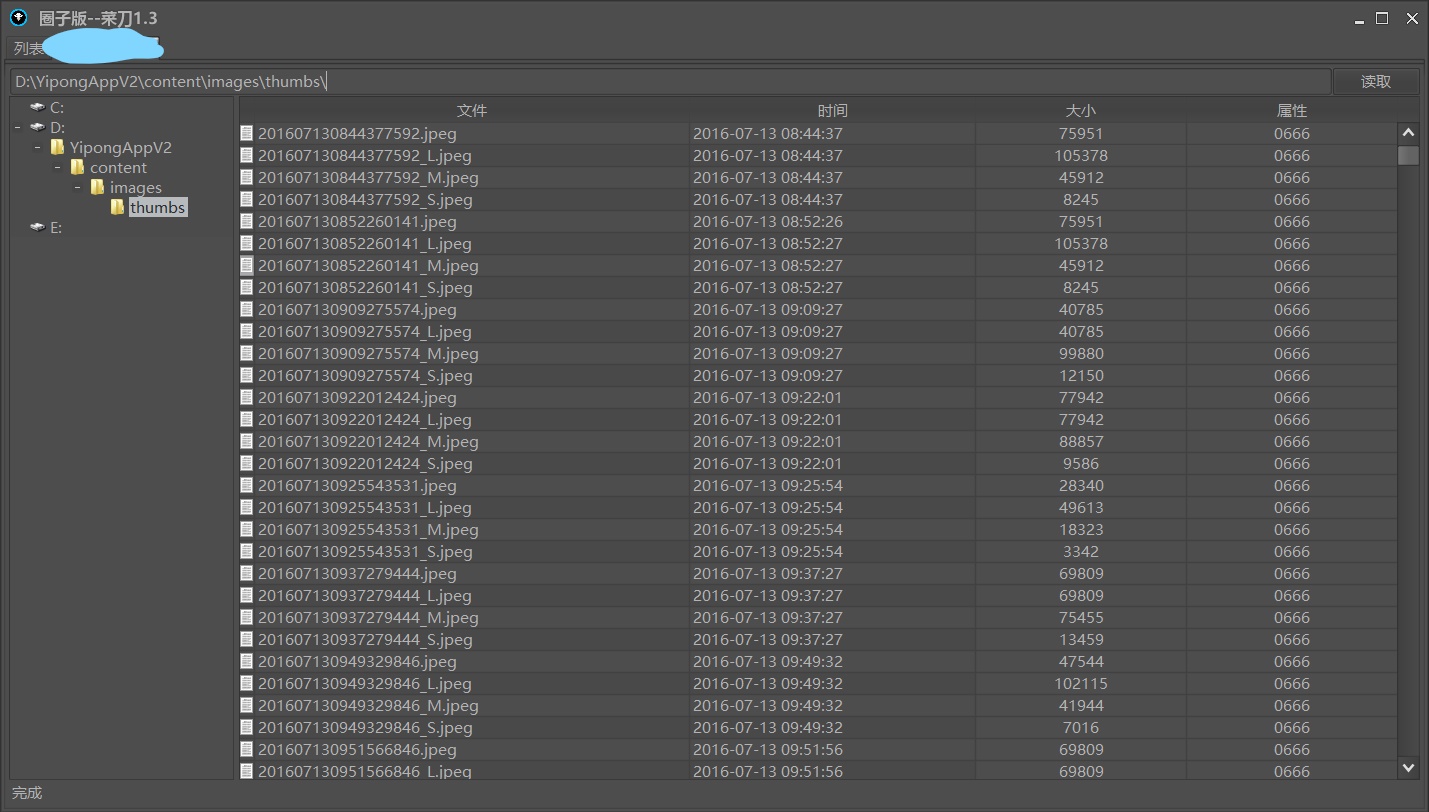 圈子版--菜刀1.3
列表
D:\YipongAppV2\content\images\thumbs\
读取
C:
D:
YipongAppV2
content
images
thumbs
E:
文件 时间 大小 属性
201607130844377592.jpeg 2016-07-13 08:44:37 75951 0666
201607130844377592_L.jpeg 2016-07-13 08:44:37 105378 0666
201607130844377592_M.jpeg 2016-07-13 08:44:37 45912 0666
201607130844377592_S.jpeg 2016-07-13 08:44:37 8245 0666
201607130852260141.jpeg 2016-07-13 08:52:26 75951 0666
201607130852260141_L.jpeg 2016-07-13 08:52:27 105378 0666
201607130852260141_M.jpeg 2016-07-13 08:52:27 45912 0666
201607130852260141_S.jpeg 2016-07-13 08:52:27 8245 0666
201607130909275574.jpeg 2016-07-13 09:09:27 40785 0666
201607130909275574_L.jpeg 2016-07-13 09:09:27 40785 0666
201607130909275574_M.jpeg 2016-07-13 09:09:27 99880 0666
201607130909275574_S.jpeg 2016-07-13 09:09:27 12150 0666
201607130922012424.jpeg 2016-07-13 09:22:01 77942 0666
201607130922012424_L.jpeg 2016-07-13 09:22:01 77942 0666
201607130922012424_M.jpeg 2016-07-13 09:22:01 88857 0666
201607130922012424_S.jpeg 2016-07-13 09:22:01 9586 0666
201607130925543531.jpeg 2016-07-13 09:25:54 28340 0666
201607130925543531_L.jpeg 2016-07-13 09:25:54 49613 0666
201607130925543531_M.jpeg 2016-07-13 09:25:54 18323 0666
201607130925543531_S.jpeg 2016-07-13 09:25:54 3342 0666
201607130937279444.jpeg 2016-07-13 09:37:27 69809 0666
201607130937279444_L.jpeg 2016-07-13 09:37:27 69809 0666
201607130937279444_M.jpeg 2016-07-13 09:37:27 75455 0666
201607130937279444_S.jpeg 2016-07-13 09:37:27 13459 0666
201607130949329846.jpeg 2016-07-13 09:49:32 47544 0666
201607130949329846_L.jpeg 2016-07-13 09:49:32 102115 0666
201607130949329846_M.jpeg 2016-07-13 09:49:32 41944 0666
201607130949329846_S.jpeg 2016-07-13 09:49:32 7016 0666
201607130951566846.jpeg 2016-07-13 09:51:56 69809 0666
201607130951566846_L.jpeg 2016-07-13 09:51:56 69809 0666
完成